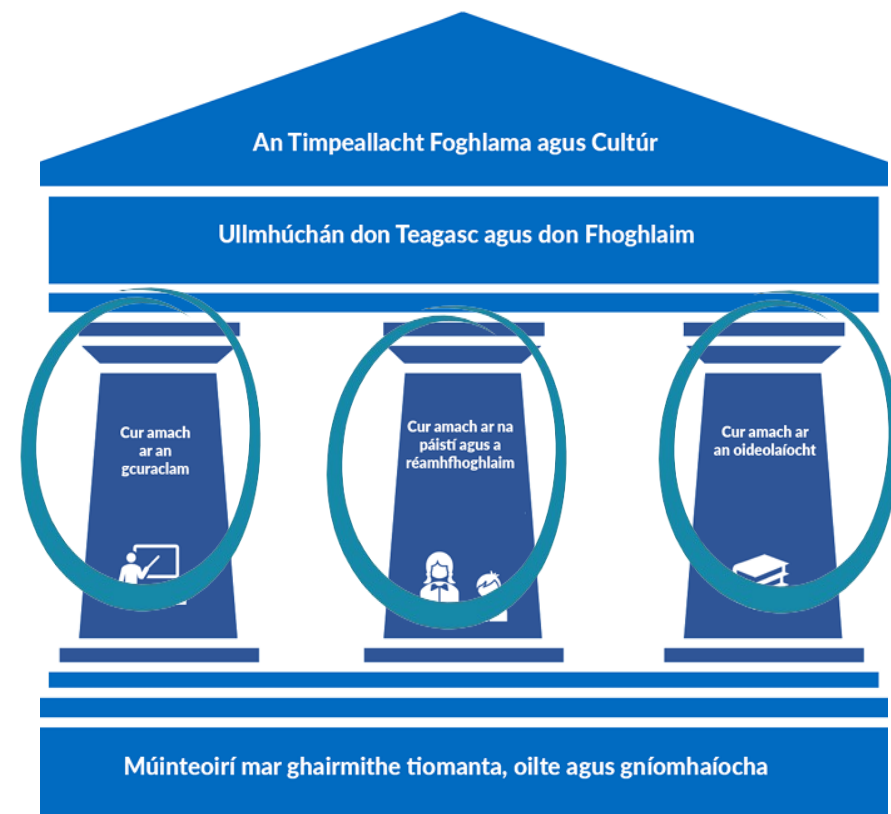 An Timpeallacht Foghlama agus Cultúr
Ullmhúchán don Teagasc agus don Fhoghlaim
Cur amach
ar an
gcuraclam
Cur amach ar na
páistí agus a
réamhfhoghlaim
Cur amach ar
an oideolaíocht
Múinteoirí mar ghairmithe tiomanta, oilte agus gníomhaíocha